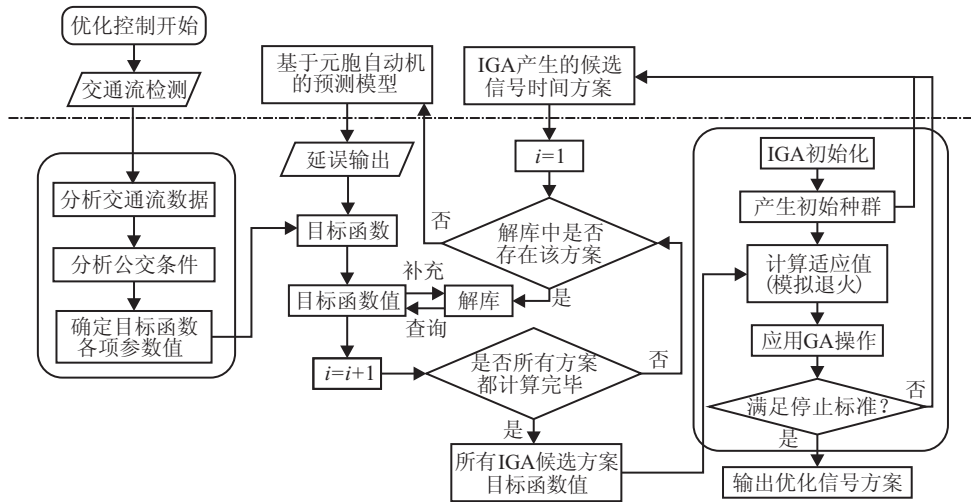 优化控制开始
交通流检测
分析交通流数据
分析公交条件
确定目标函数
各项参数值
基于元胞自动机
的预测模型
延误输出
目标函数
目标函数值
补充
查询
解库
i=i+1
IGA产生的候选
信号时间方案
i=1
解库中是否
存在该方案
否
是
是否所有方案
都计算完毕
否
是
所有IGA候选方案
目标函数值
IGA初始化
产生初始种群
计算适应值
(模拟退火)
应用GA操作
满足停止标准?
否
是
输出优化信号方案